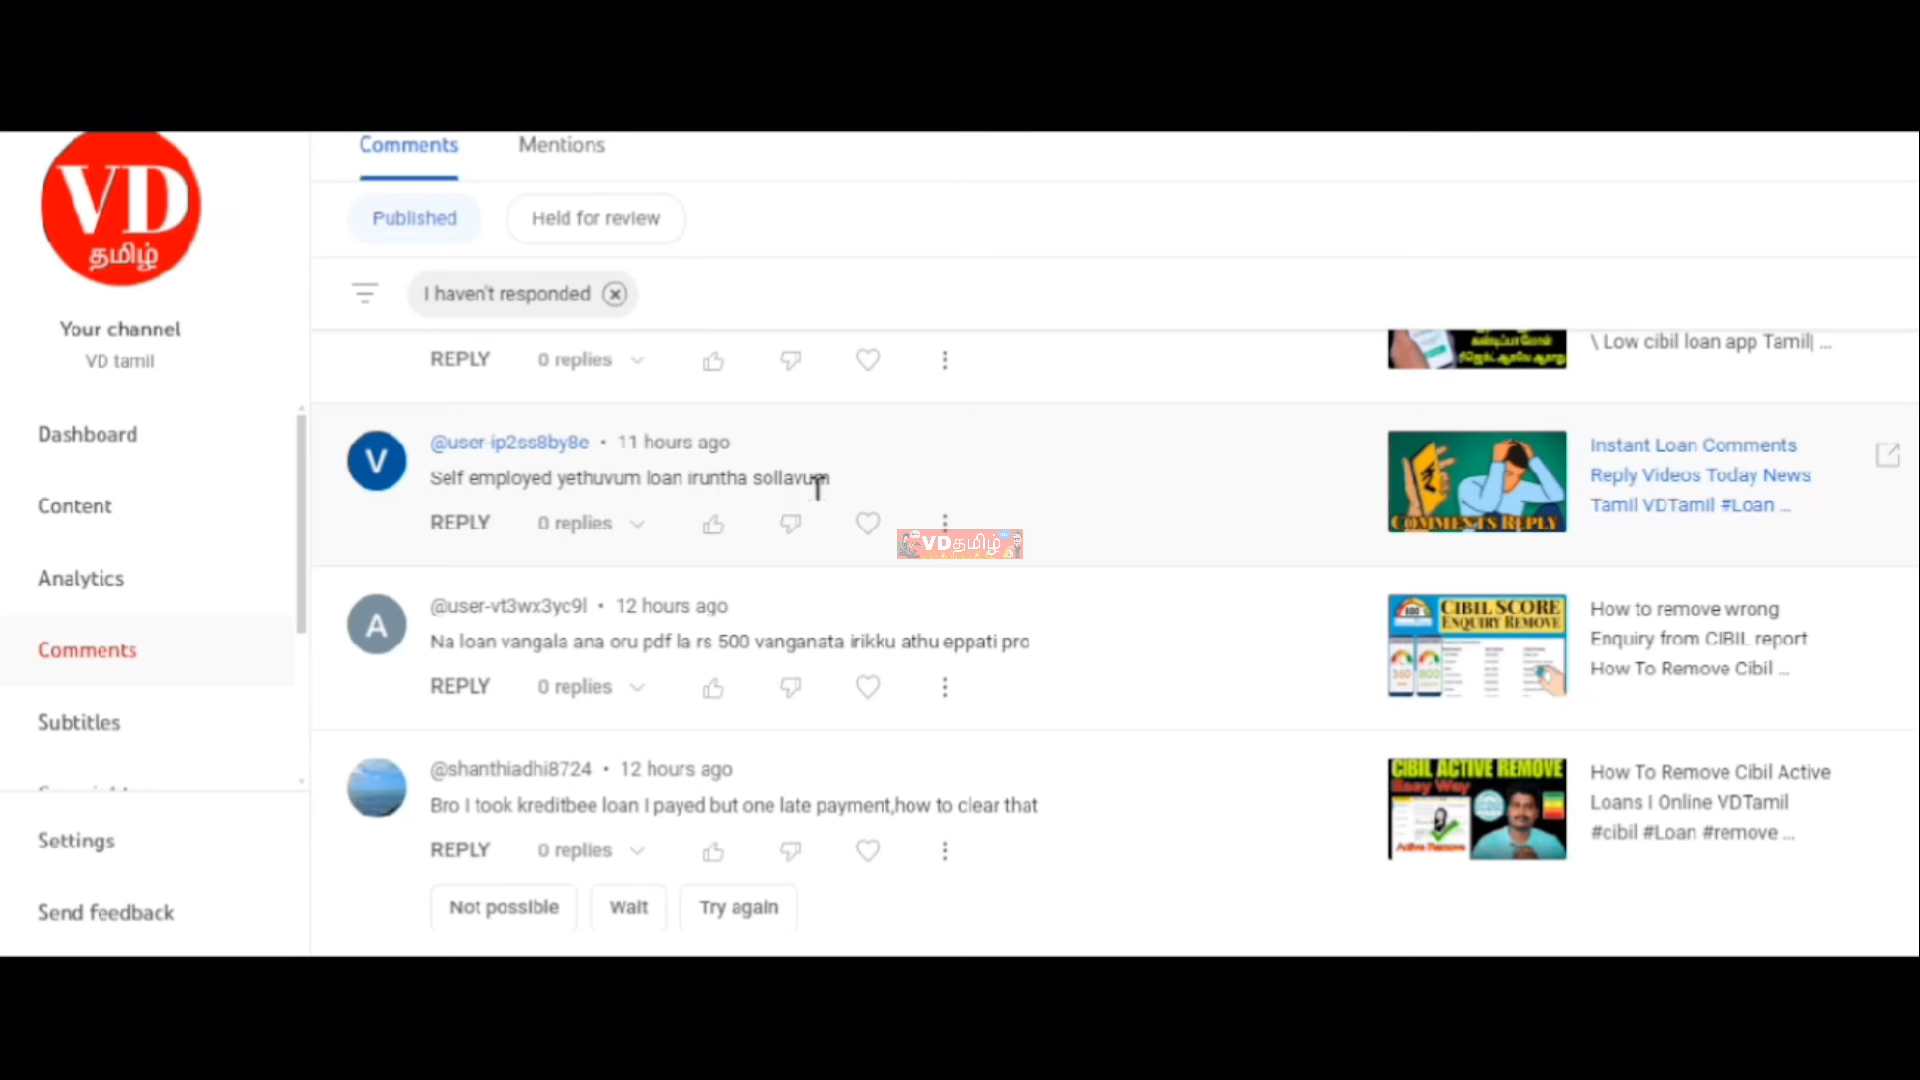 VD
தமிழ்
Your channel
VD tamil
Dashboard
Content
Analytics
Comments
Subtitles
Settings
Send feedback
Comments
Mentions
Published
Held for review
I haven't responded
REPLY
0 replies
\ Low cibil loan app Tamil| ...
@user-ip2ss8by8e • 11 hours ago
Self employed yethuvum loan iruntha sollavum
REPLY
0 replies
COMMENTS REPLY
Instant Loan Comments
Reply Videos Today News
Tamil VDTamil #Loan ...
VDதமிழ்
@user-vt3wx3yc9l • 12 hours ago
Na loan vangala ana oru pdf la rs 500 vanganata irikku athu eppati pro
REPLY
0 replies
CIBIL SCORE
ENQUIRY REMOVE
How to remove wrong
Enquiry from CIBIL report
How To Remove Cibil ...
@shanthiadhi8724 • 12 hours ago
Bro I took kreditbee loan I payed but one late payment,how to clear that
REPLY
0 replies
Not possible
Wait
Try again
CIBIL ACTIVE REMOVE
Easy Way
Active Remove
How To Remove Cibil Active
Loans I Online VDTamil
#cibil #Loan #remove ...